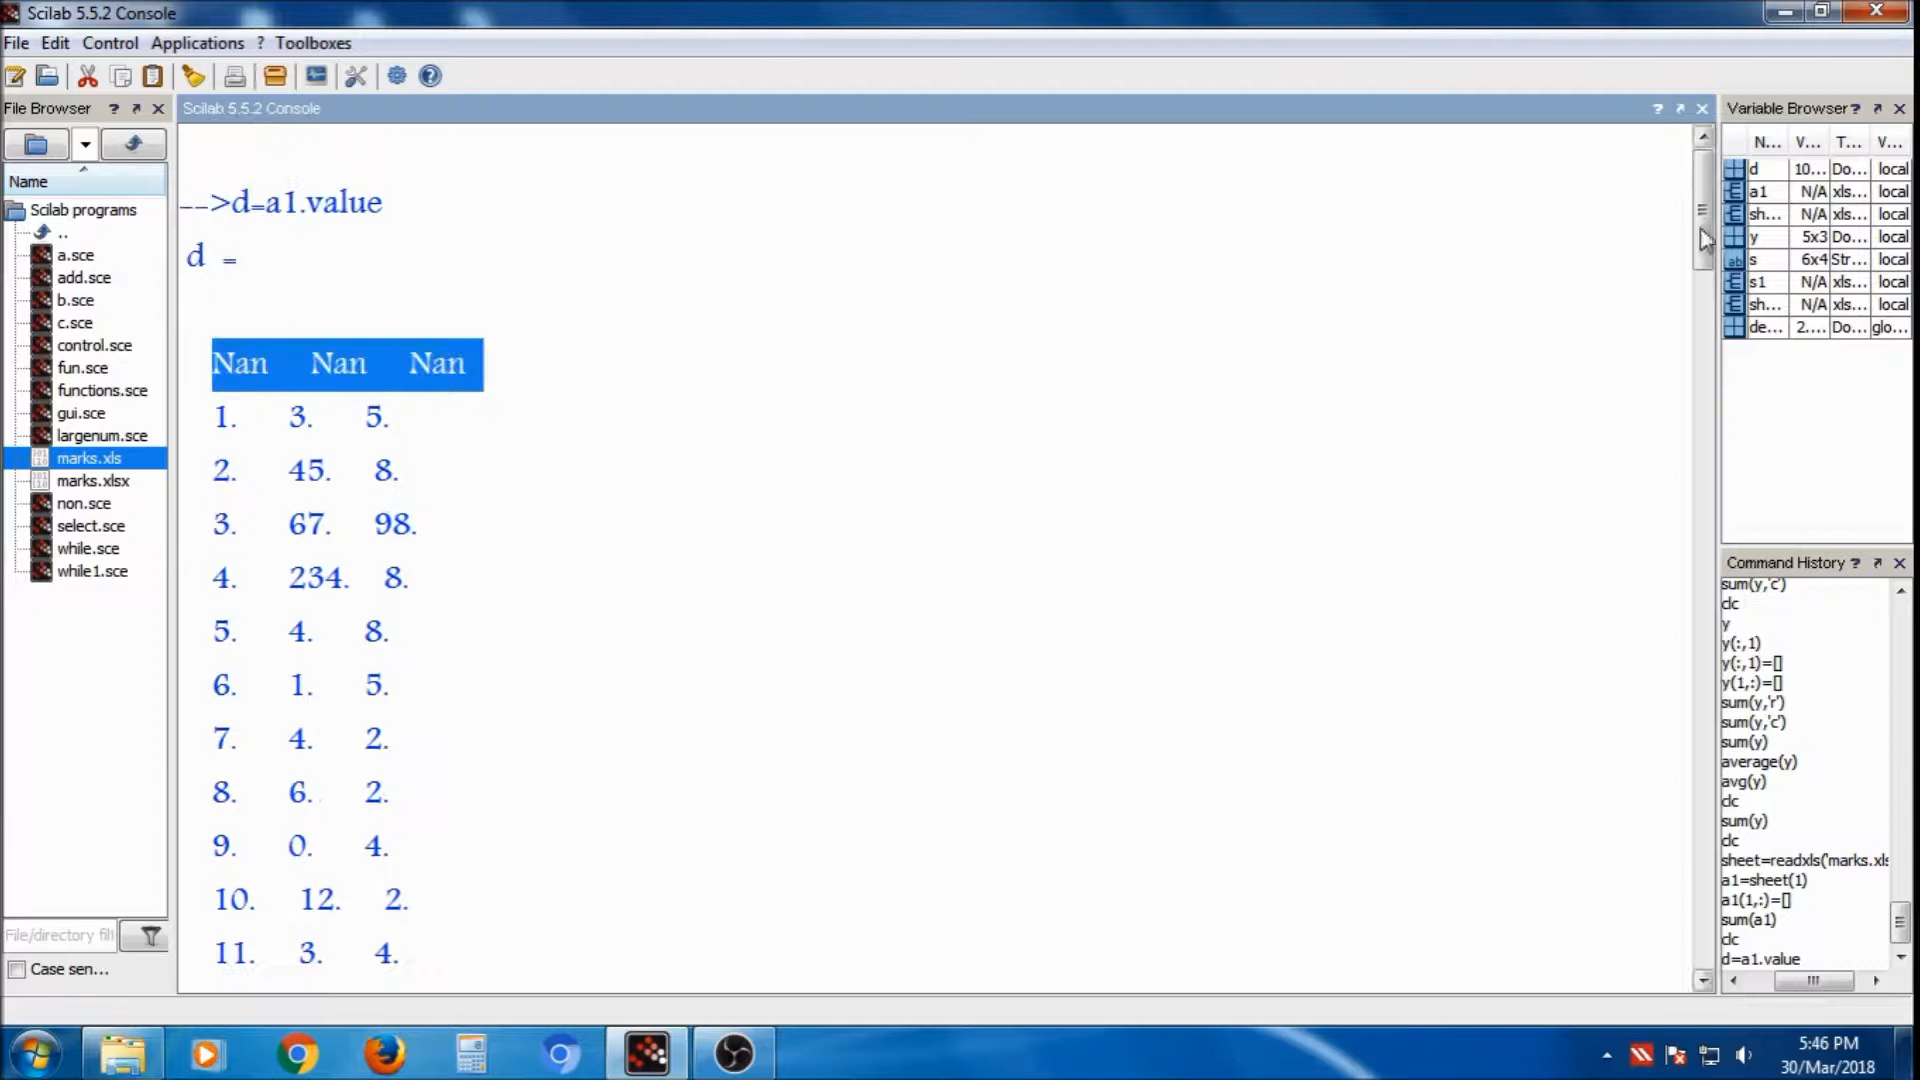 Scilab 5.5.2 Console
File Edit Control Applications ? Toolboxes
File Browser ?
Name
Scilab programs
..
a.sce
add.sce
b.sce
c.sce
control.sce
fun.sce
functions.sce
gui.sce
largenum.sce
marks.xls
marks.xlsx
non.sce
select.sce
while.sce
while1.sce
File/directory fil
Case sen...
Scilab 5.5.2 Console ?
-->d=a1.value
d =
Nan Nan Nan
1. 3. 5.
2. 45. 8.
3. 67. 98.
4. 234. 8.
5. 4. 8.
6. 1. 5.
7. 4. 2.
8. 6. 2.
9. 0. 4.
10. 12. 2.
11. 3. 4.
Variable Browser ?
N... V... T... V...
d 10... Do... local
a1 N/A xls... local
sh... N/A xls... local
y 5x3 Do... local
s 6x4 Str... local
s1 N/A xls... local
sh... N/A xls... local
de... 2.... Do... glo...
Command History ?
sum(y,'c')
clc
y
y(:,1)
y(:,1)=[]
y(1,:)=[]
sum(y,'r')
sum(y,'c')
sum(y)
average(y)
avg(y)
clc
sum(y)
clc
sheet=readxls('marks.xls
a1=sheet(1)
a1(1,:)=[]
sum(a1)
clc
d=a1.value
5:46 PM
30/Mar/2018